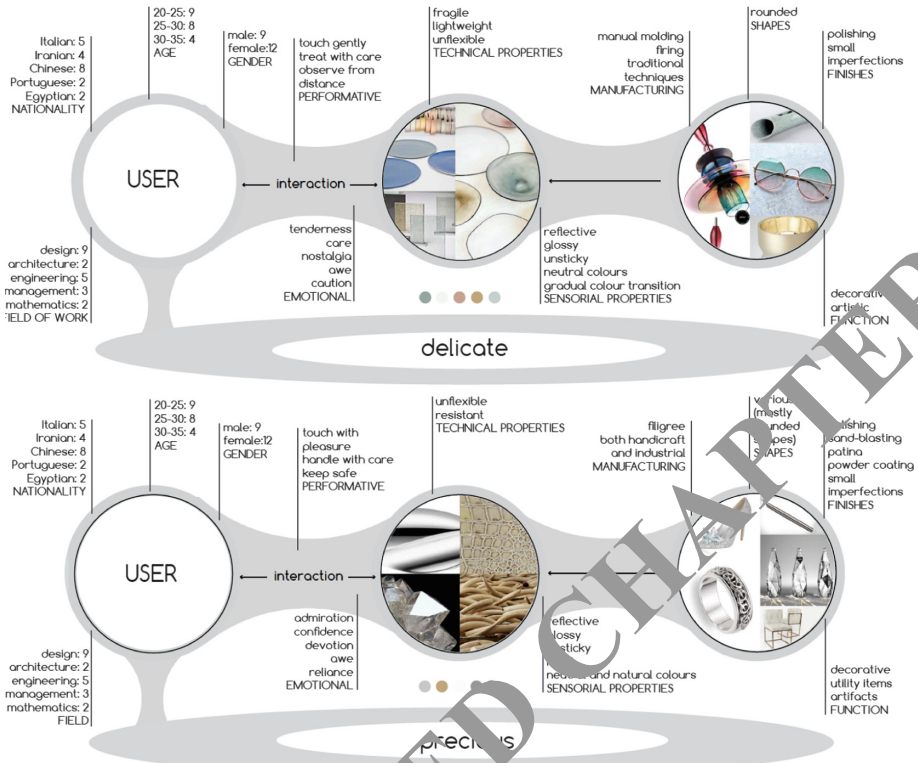 20-25: 9
25-30: 8
30-35: 4
AGE
Italian: 5
Iranian: 4
Chinese: 8
Portuguese: 2
Egyptian: 2
NATIONALITY
male: 9
female:12
GENDER
touch gently
treat with care
observe from
distance
PERFORMATIVE
fragile
lightweight
unflexible
TECHNICAL PROPERTIES
manual molding
firing
traditional
techniques
MANUFACTURING
rounded
SHAPES
polishing
small
imperfections
FINISHES
USER
interaction
design: 9
architecture: 2
engineering: 5
management: 3
mathematics: 2
FIELD OF WORK
tenderness
care
nostalgia
awe
caution
EMOTIONAL
reflective
glossy
unsticky
neutral colours
gradual colour transition
SENSORIAL PROPERTIES
decorative
artistic
FUNCTION
delicate
20-25: 9
25-30: 8
30-35: 4
AGE
Italian: 5
Iranian: 4
Chinese: 8
Portuguese: 2
Egyptian: 2
NATIONALITY
male: 9
female:12
GENDER
touch with
pleasure
handle with care
keep safe
PERFORMATIVE
unflexible
resistant
TECHNICAL PROPERTIES
filigree
both handicraft
and industrial
MANUFACTURING
various
(mostly
rounded
shapes)
SHAPES
polishing
sand-blasting
patina
powder coating
small
imperfections
FINISHES
USER
interaction
design: 9
architecture: 2
engineering: 5
management: 3
mathematics: 2
FIELD
admiration
confidence
devotion
awe
reliance
EMOTIONAL
reflective
glossy
unsticky
neutral and natural colours
SENSORIAL PROPERTIES
decorative
utility items
artifacts
FUNCTION
precious
CHAPTER